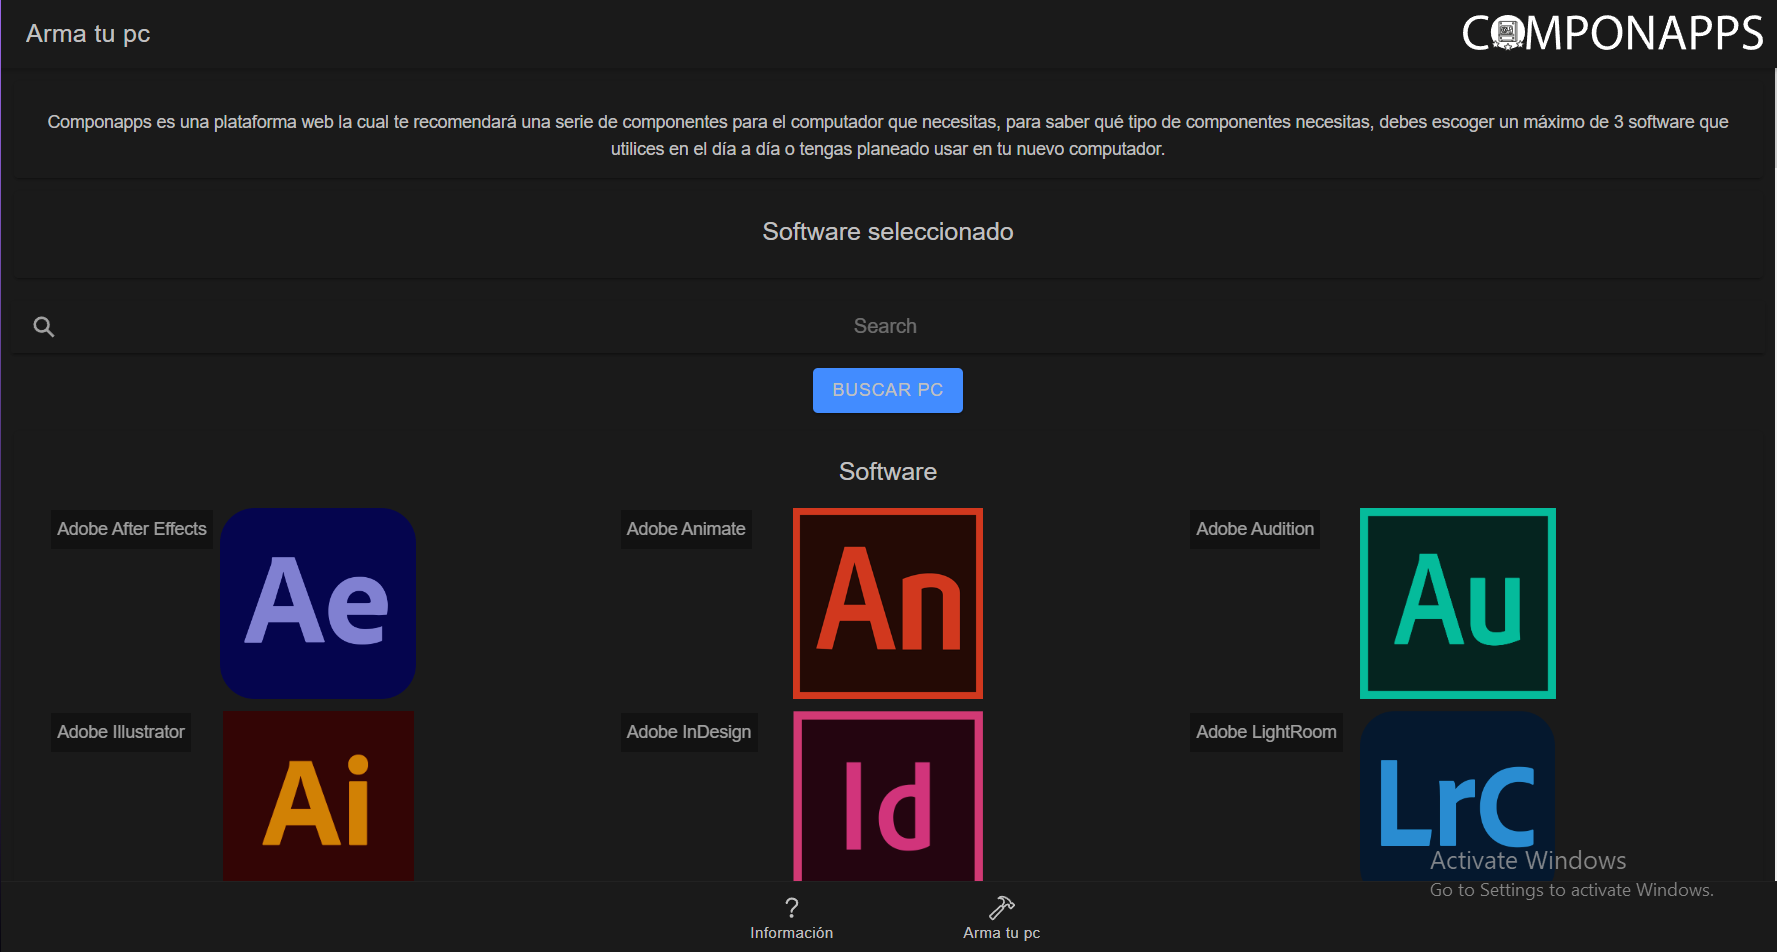 Arma tu pc
COMPONAPPS
Componapps es una plataforma web la cual te recomendará una serie de componentes para el computador que necesitas, para saber qué tipo de componentes necesitas, debes escoger un máximo de 3 software que
utilices en el día a día o tengas planeado usar en tu nuevo computador.
Software seleccionado
Search
BUSCAR PC
Software
Adobe After Effects
Ae
Adobe Animate
An
Adobe Audition
Au
Adobe Illustrator
Ai
Adobe InDesign
Id
Adobe LightRoom
LrC
Activate Windows
Go to Settings to activate Windows.
?
Información
Arma tu pc